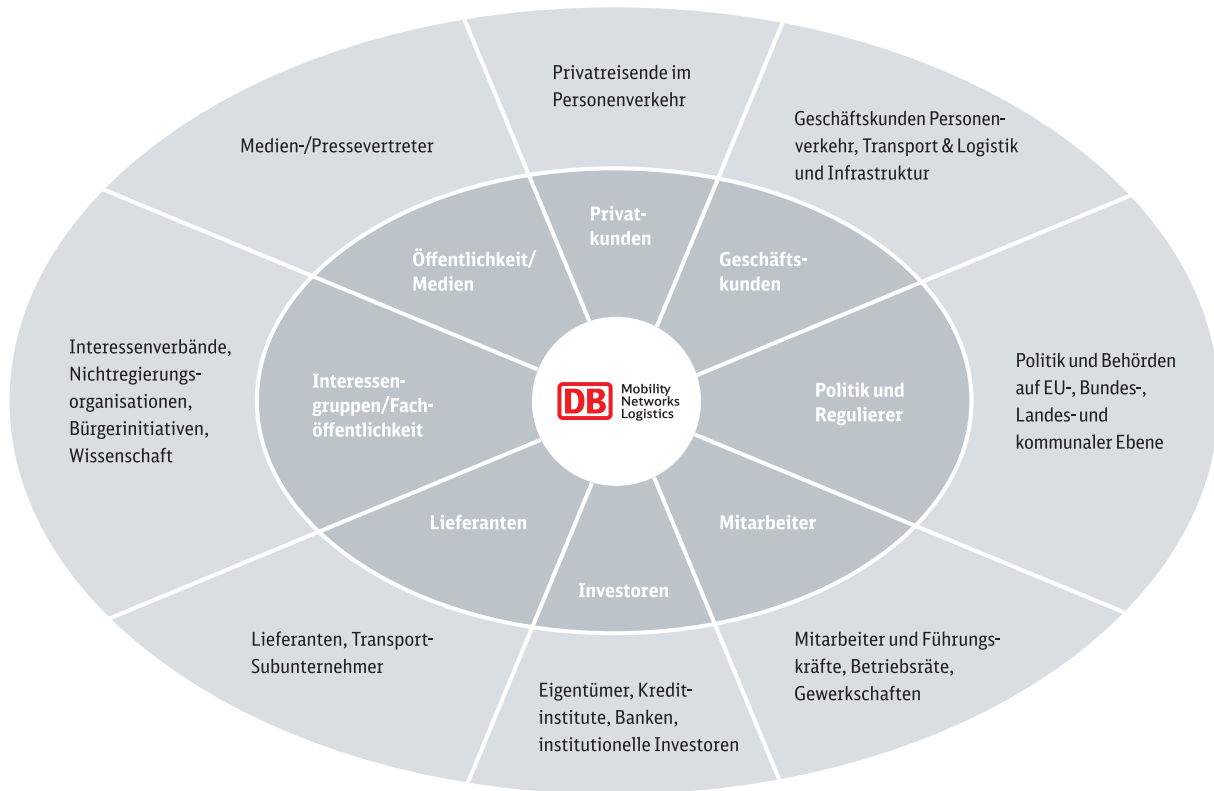 Privatreisende im
Personenverkehr
Geschäftskunden Personen-
verkehr, Transport & Logistik
und Infrastruktur
Medien-/Pressevertreter
Privat-
kunden
Öffentlichkeit/
Medien
Geschäfts-
kunden
Interessenverbände,
Nichtregierungs-
organisationen,
Bürgerinitiativen,
Wissenschaft
Interessen-
gruppen/Fach-
öffentlichkeit
DB
Mobility
Networks
Logistics
Politik und
Regulierer
Politik und Behörden
auf EU-, Bundes-,
Landes- und
kommunaler Ebene
Lieferanten
Mitarbeiter
Investoren
Lieferanten, Transport-
Subunternehmer
Eigentümer, Kredit-
institute, Banken,
institutionelle Investoren
Mitarbeiter und Führungs-
kräfte, Betriebsräte,
Gewerkschaften